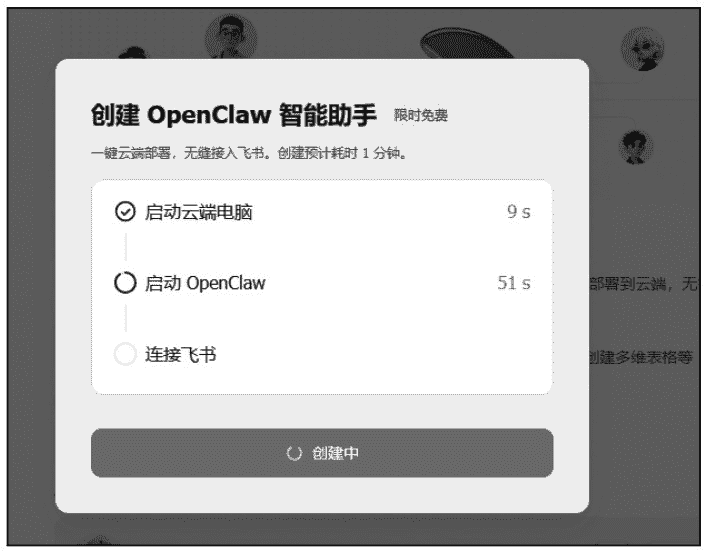 创建 OpenClaw 智能助手 限时免费
一键云端部署，无缝接入飞书。创建预计耗时 1 分钟。
启动云端电脑 9 s
启动 OpenClaw 51 s
部署到云端，无
连接飞书
创建多维表格等
创建中